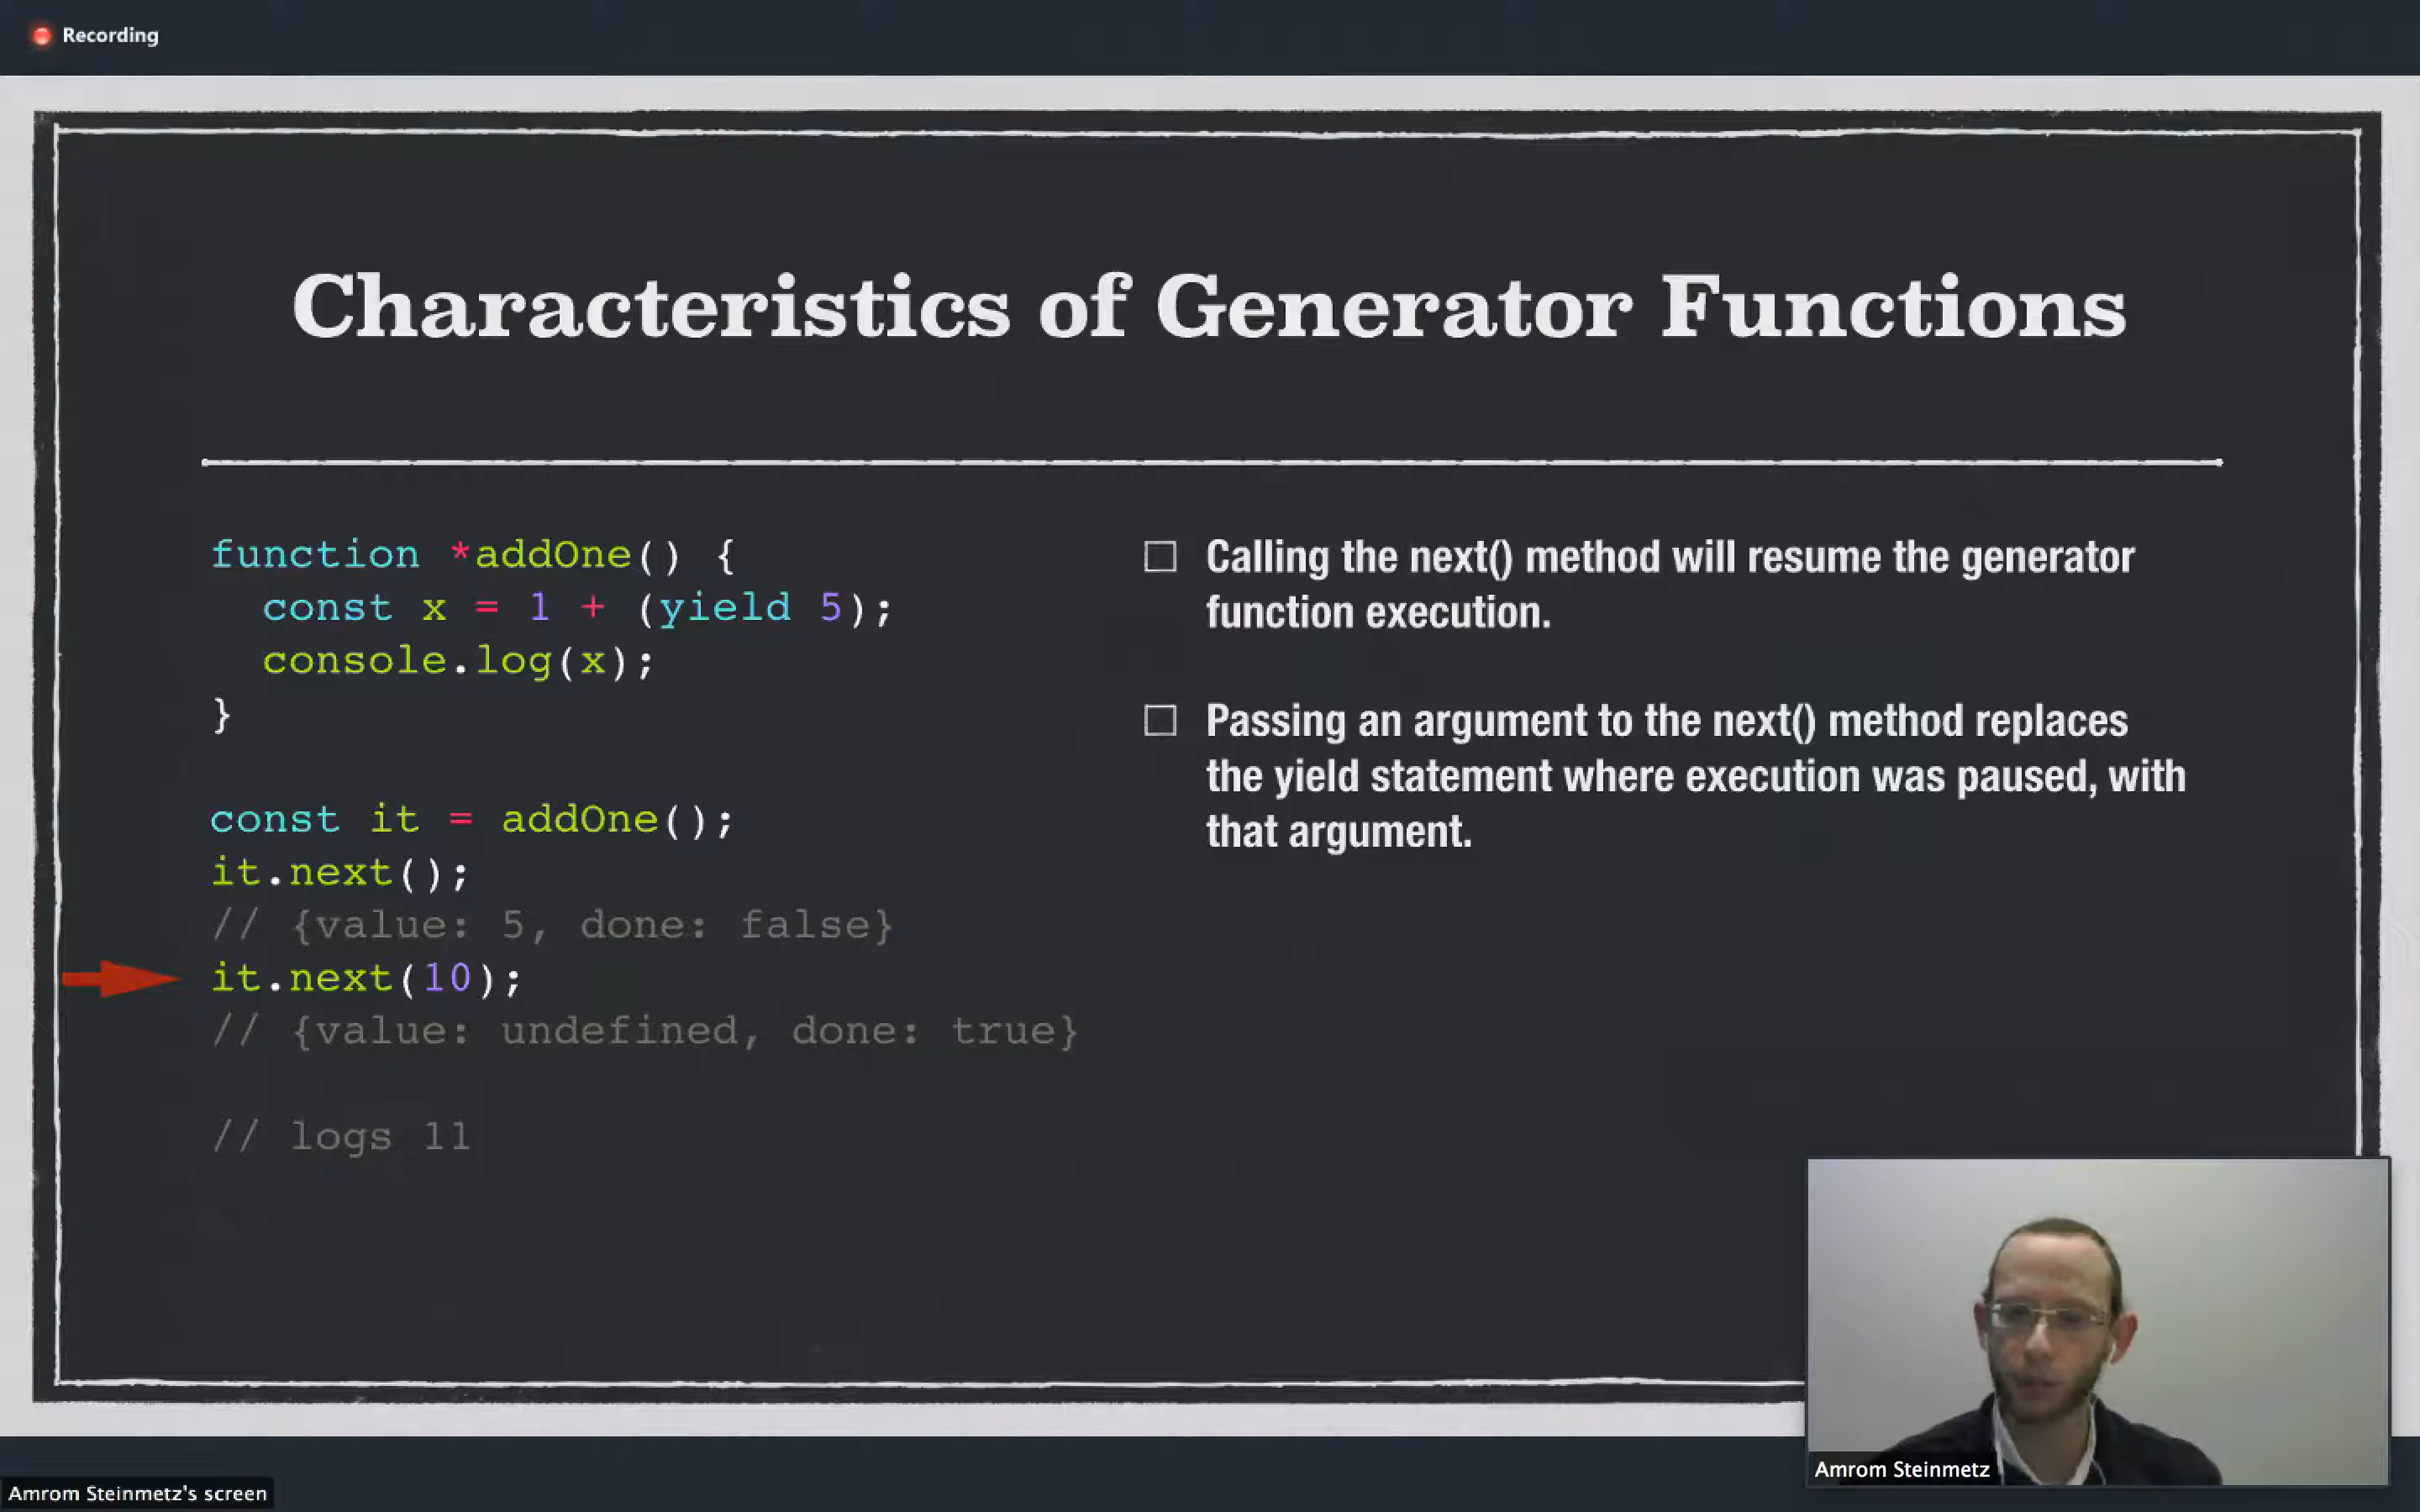 Recording
Characteristics of Generator Functions
function *addOne() {
  const x = 1 + (yield 5);
  console.log(x);
}
const it = addOne();
it.next();
// {value: 5, done: false}
it.next(10);
// {value: undefined, done: true}
// logs 11
Calling the next() method will resume the generator
function execution.
Passing an argument to the next() method replaces
the yield statement where execution was paused, with
that argument.
Amrom Steinmetz
Amrom Steinmetz's screen